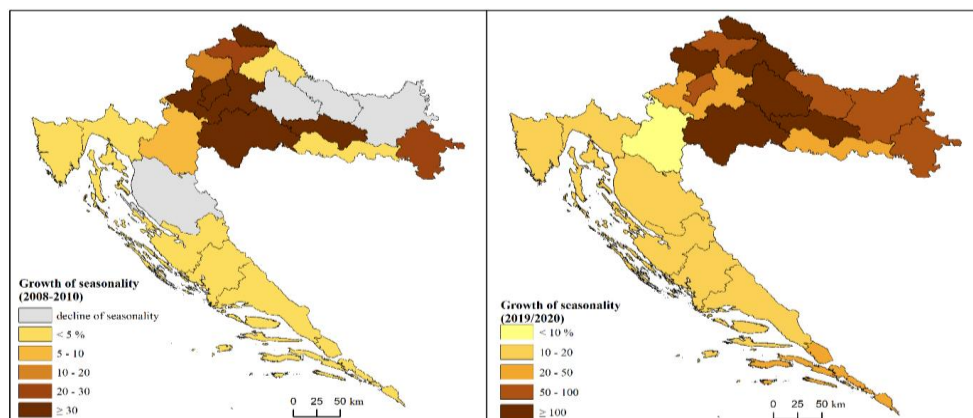 Growth of seasonality
(2008-2010)
decline of seasonality
< 5 %
5 - 10
10 - 20
20 - 30
≥ 30
0 25 50 km
Growth of seasonality
(2019/2020)
< 10 %
10 - 20
20 - 50
50 - 100
≥ 100
0 25 50 km